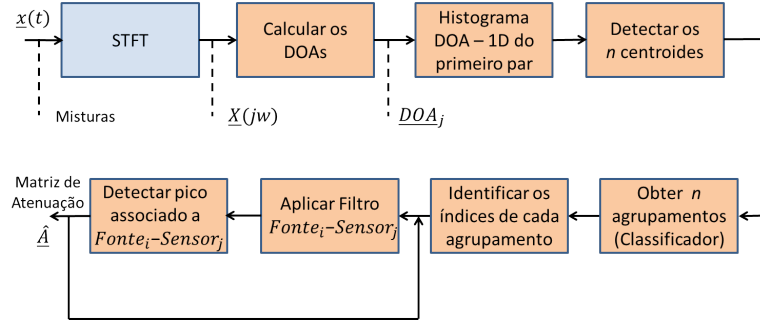 x(t)
STFT
Calcular os
DOAs
Histograma
DOA – 1D do
primeiro par
Detectar os
n centroides
Misturas
X(jw)
DOA_j
Matriz de
Atenuação
Â
Detectar pico
associado a
Fonte_i–Sensor_j
Aplicar Filtro
Fonte_i–Sensor_j
Identificar os
índices de cada
agrupamento
Obter n
agrupamentos
(Classificador)